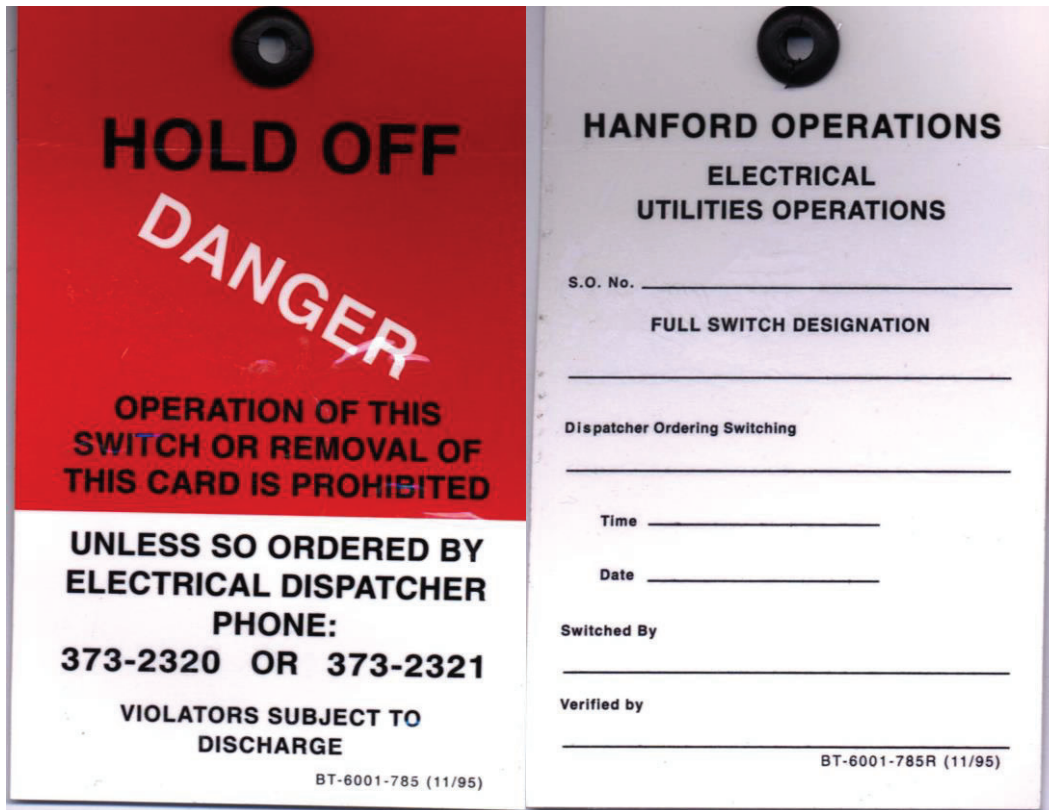 HOLD OFF
DANGER
OPERATION OF THIS
SWITCH OR REMOVAL OF
THIS CARD IS PROHIBITED
UNLESS SO ORDERED BY
ELECTRICAL DISPATCHER
PHONE:
373-2320 OR 373-2321
VIOLATORS SUBJECT TO
DISCHARGE
BT-6001-785 (11/95)
HANFORD OPERATIONS
ELECTRICAL
UTILITIES OPERATIONS
S.O. No.
FULL SWITCH DESIGNATION
Dispatcher Ordering Switching
Time
Date
Switched By
Verified by
BT-6001-785R (11/95)